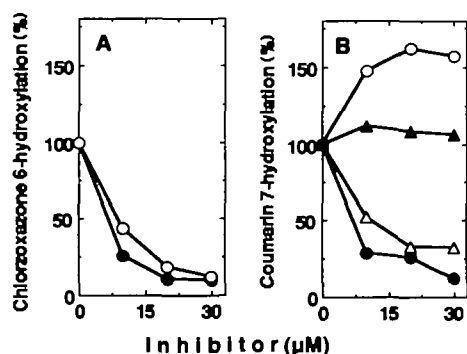 A
Chlorzoxazone 6-hydroxylation (%)
150
100
50
0
0
15
30
B
Coumarin 7-hydroxylation (%)
150
100
50
0
0
15
30
Inhibitor (μM)